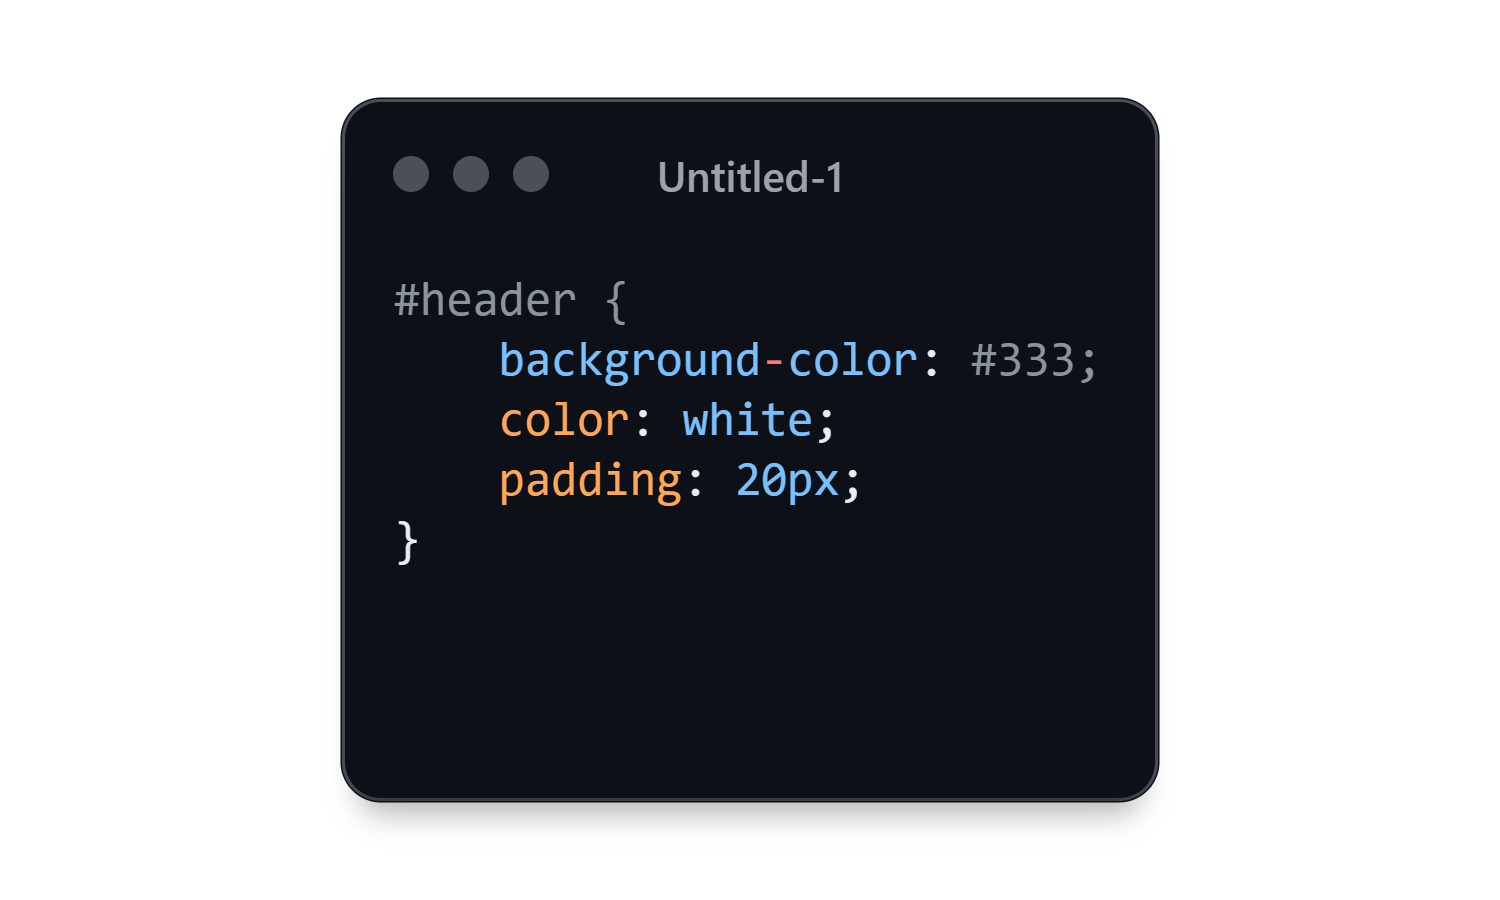 Untitled-1
#header {
    background-color: #333;
    color: white;
    padding: 20px;
}